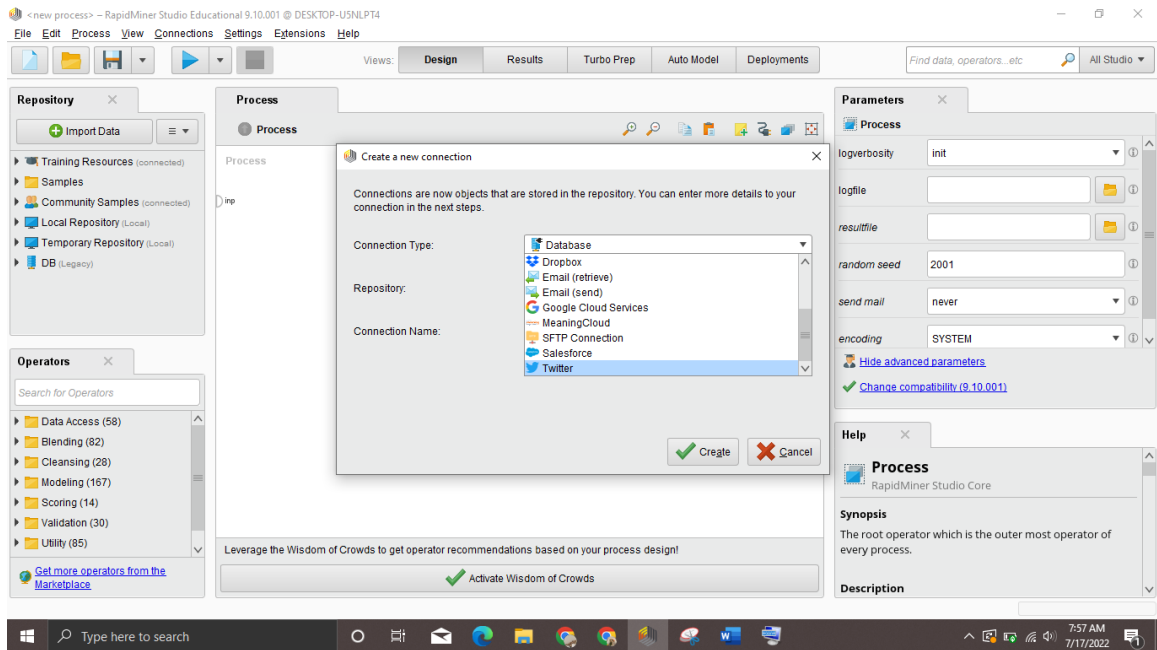 <new process> – RapidMiner Studio Educational 9.10.001 @ DESKTOP-U5NLPT4
File Edit Process View Connections Settings Extensions Help
Views: Design Results Turbo Prep Auto Model Deployments
Find data, operators...etc
All Studio
Repository
Import Data
Training Resources (connected)
Samples
Community Samples (connected)
Local Repository (Local)
Temporary Repository (Local)
DB (Legacy)
Operators
Search for Operators
Data Access (58)
Blending (82)
Cleansing (28)
Modeling (167)
Scoring (14)
Validation (30)
Utility (85)
Get more operators from the
Marketplace
Process
Process
Process
inp
Create a new connection
Connections are now objects that are stored in the repository. You can enter more details to your
connection in the next steps.
Connection Type:
Database
Dropbox
Email (retrieve)
Email (send)
Google Cloud Services
MeaningCloud
SFTP Connection
Salesforce
Twitter
Repository:
Connection Name:
Create
Cancel
Leverage the Wisdom of Crowds to get operator recommendations based on your process design!
Activate Wisdom of Crowds
Parameters
Process
logverbosity init
logfile
resultfile
random seed 2001
send mail never
encoding SYSTEM
Hide advanced parameters
Change compatibility (9.10.001)
Help
Process
RapidMiner Studio Core
Synopsis
The root operator which is the outer most operator of
every process.
Description
Type here to search
7:57 AM
7/17/2022
1